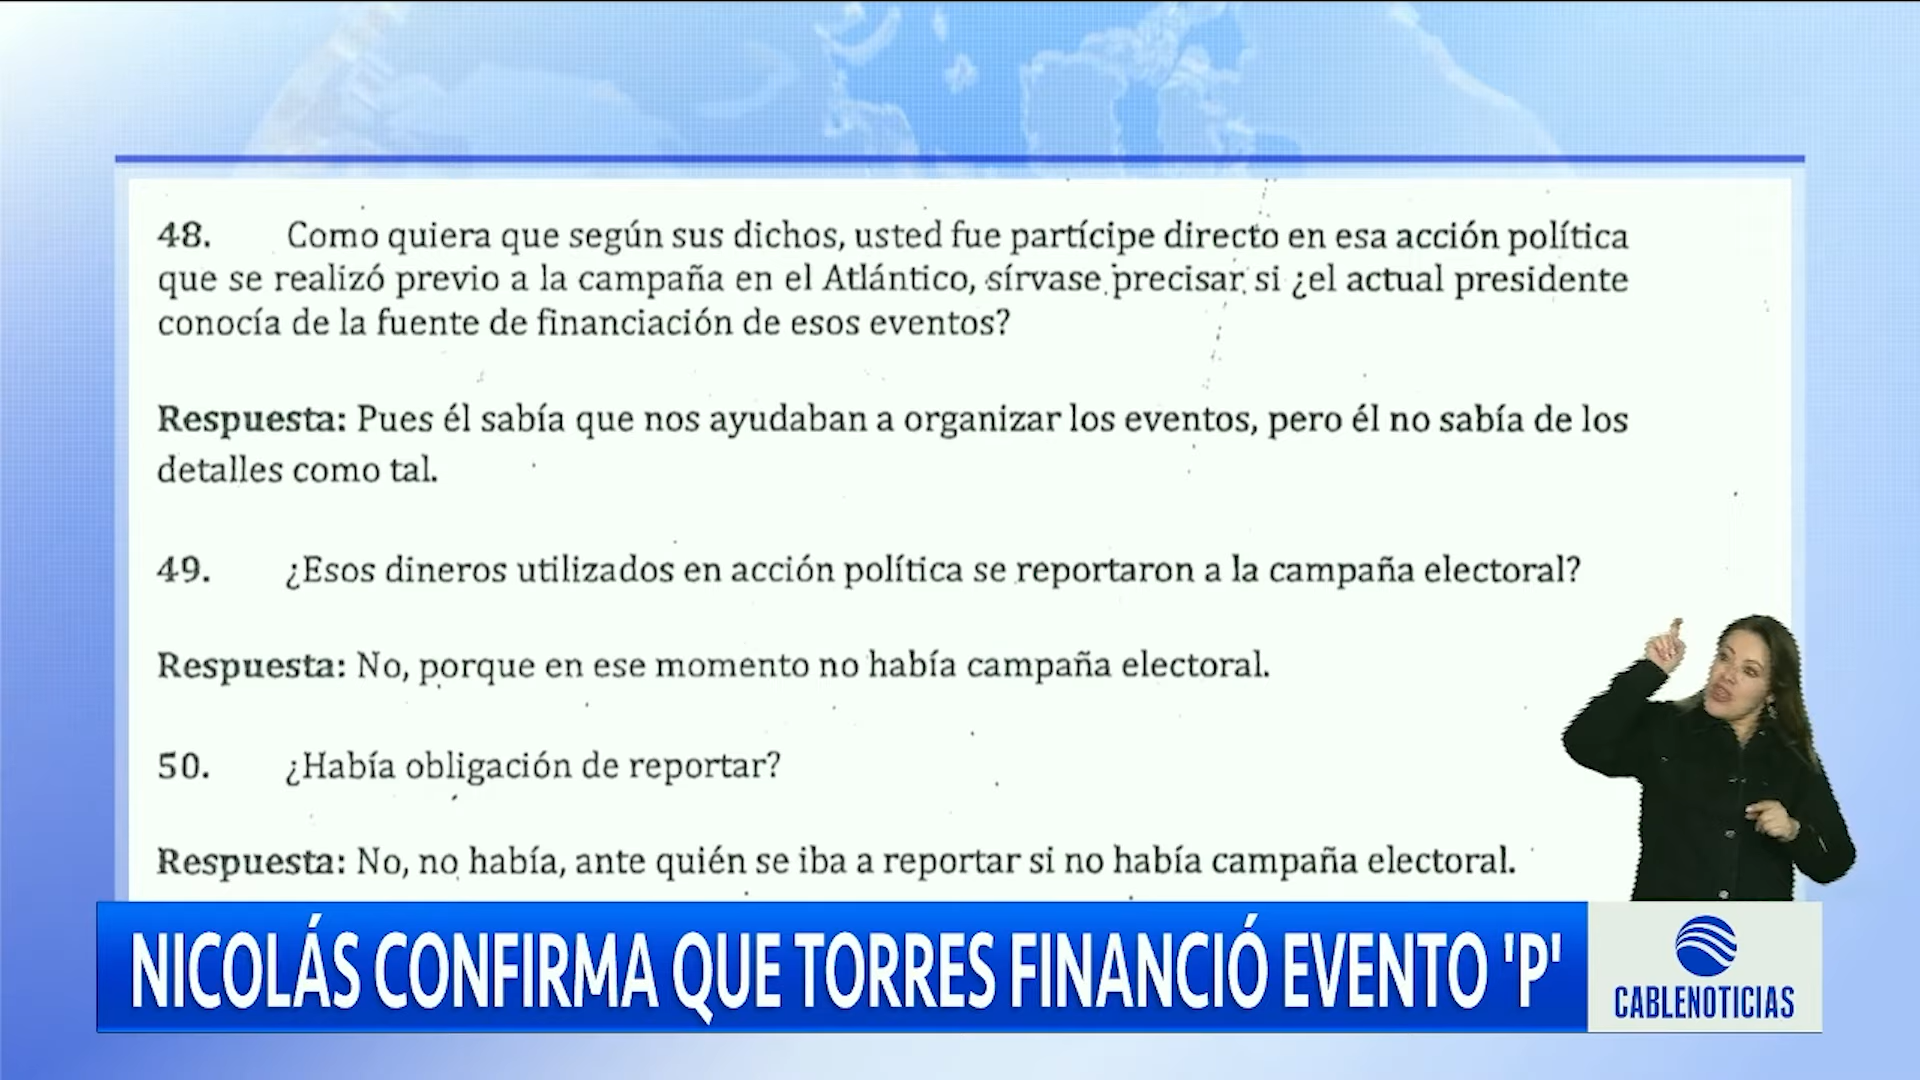 48. Como quiera que según sus dichos, usted fue partícipe directo en esa acción política
que se realizó previo a la campaña en el Atlántico, sírvase precisar si ¿el actual presidente
conocía de la fuente de financiación de esos eventos?
Respuesta: Pues él sabía que nos ayudaban a organizar los eventos, pero él no sabía de los
detalles como tal.
49. ¿Esos dineros utilizados en acción política se reportaron a la campaña electoral?
Respuesta: No, porque en ese momento no había campaña electoral.
50. ¿Había obligación de reportar?
Respuesta: No, no había, ante quién se iba a reportar si no había campaña electoral.
NICOLÁS CONFIRMA QUE TORRES FINANCIÓ EVENTO 'P'
CABLENOTICIAS